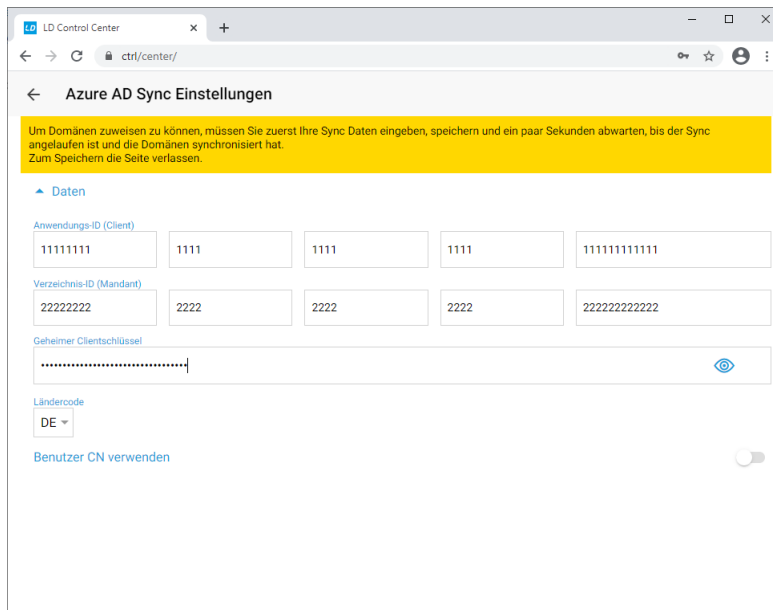 LD LD Control Center
ctrl/center/
Azure AD Sync Einstellungen
Um Domänen zuweisen zu können, müssen Sie zuerst Ihre Sync Daten eingeben, speichern und ein paar Sekunden abwarten, bis der Sync
angelaufen ist und die Domänen synchronisiert hat.
Zum Speichern die Seite verlassen.
Daten
Anwendungs-ID (Client)
11111111 1111 1111 1111 111111111111
Verzeichnis-ID (Mandant)
22222222 2222 2222 2222 222222222222
Geheimer Clientschlüssel
••••••••••••••••••••••••••••••••••
Ländercode
DE
Benutzer CN verwenden